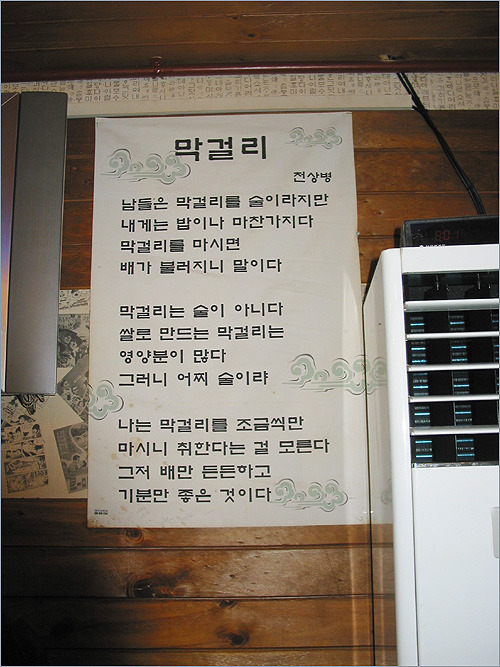 막걸리
전상병
남들은 막걸리를 술이라지만
내게는 밥이나 마찬가지다
막걸리를 마시면
배가 불러지니 말이다
막걸리는 술이 아니다
쌀로 만드는 막걸리는
영양분이 많다
그러니 어찌 술이랴
나는 막걸리를 조금씩만
마시니 취한다는 걸 모른다
그저 배만 든든하고
기분만 좋은 것이다